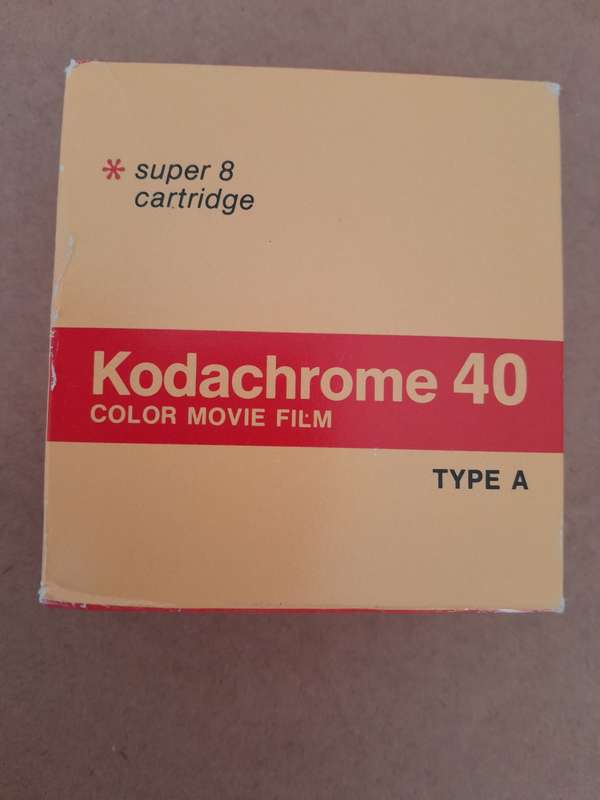 * super 8
cartridge
Kodachrome 40
COLOR MOVIE FILM
TYPE A